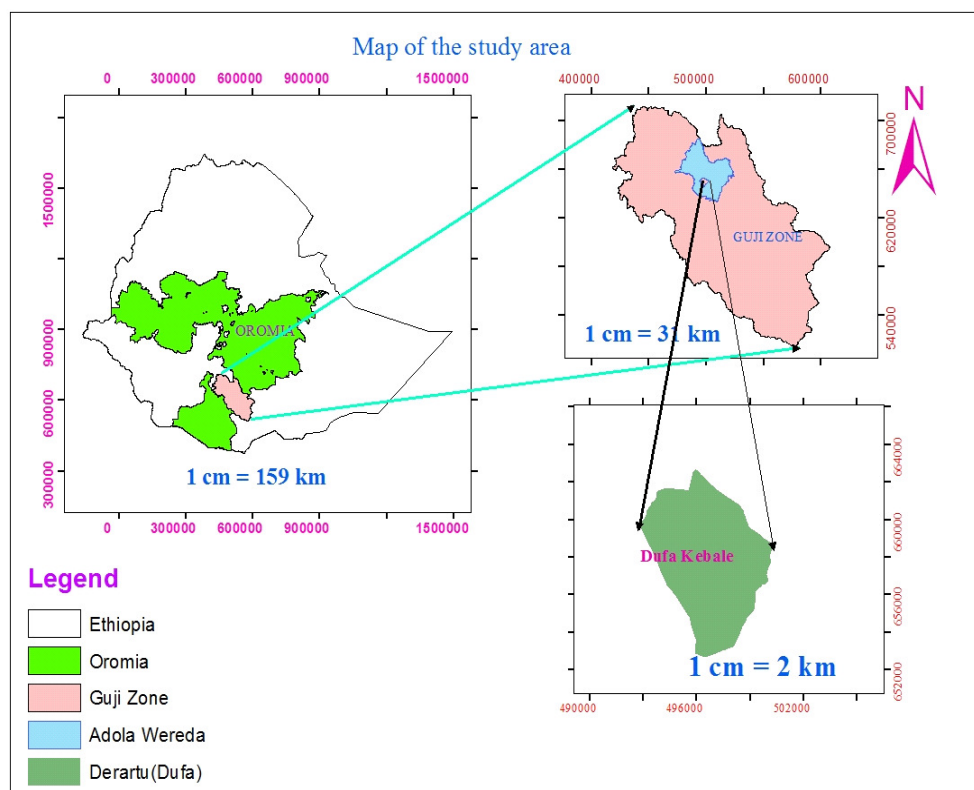 Map of the study area
0 300000 600000 900000 1500000
1500000
900000
600000
300000
OROMIA
1 cm = 159 km
0 300000 600000 900000 1500000
400000 500000 600000
N
700000
620000
540000
GUJI ZONE
1 cm = 31 km
664000
660000
656000
652000
Dufa Kebale
1 cm = 2 km
490000 496000 502000
Legend
Ethiopia
Oromia
Guji Zone
Adola Wereda
Derartu(Dufa)